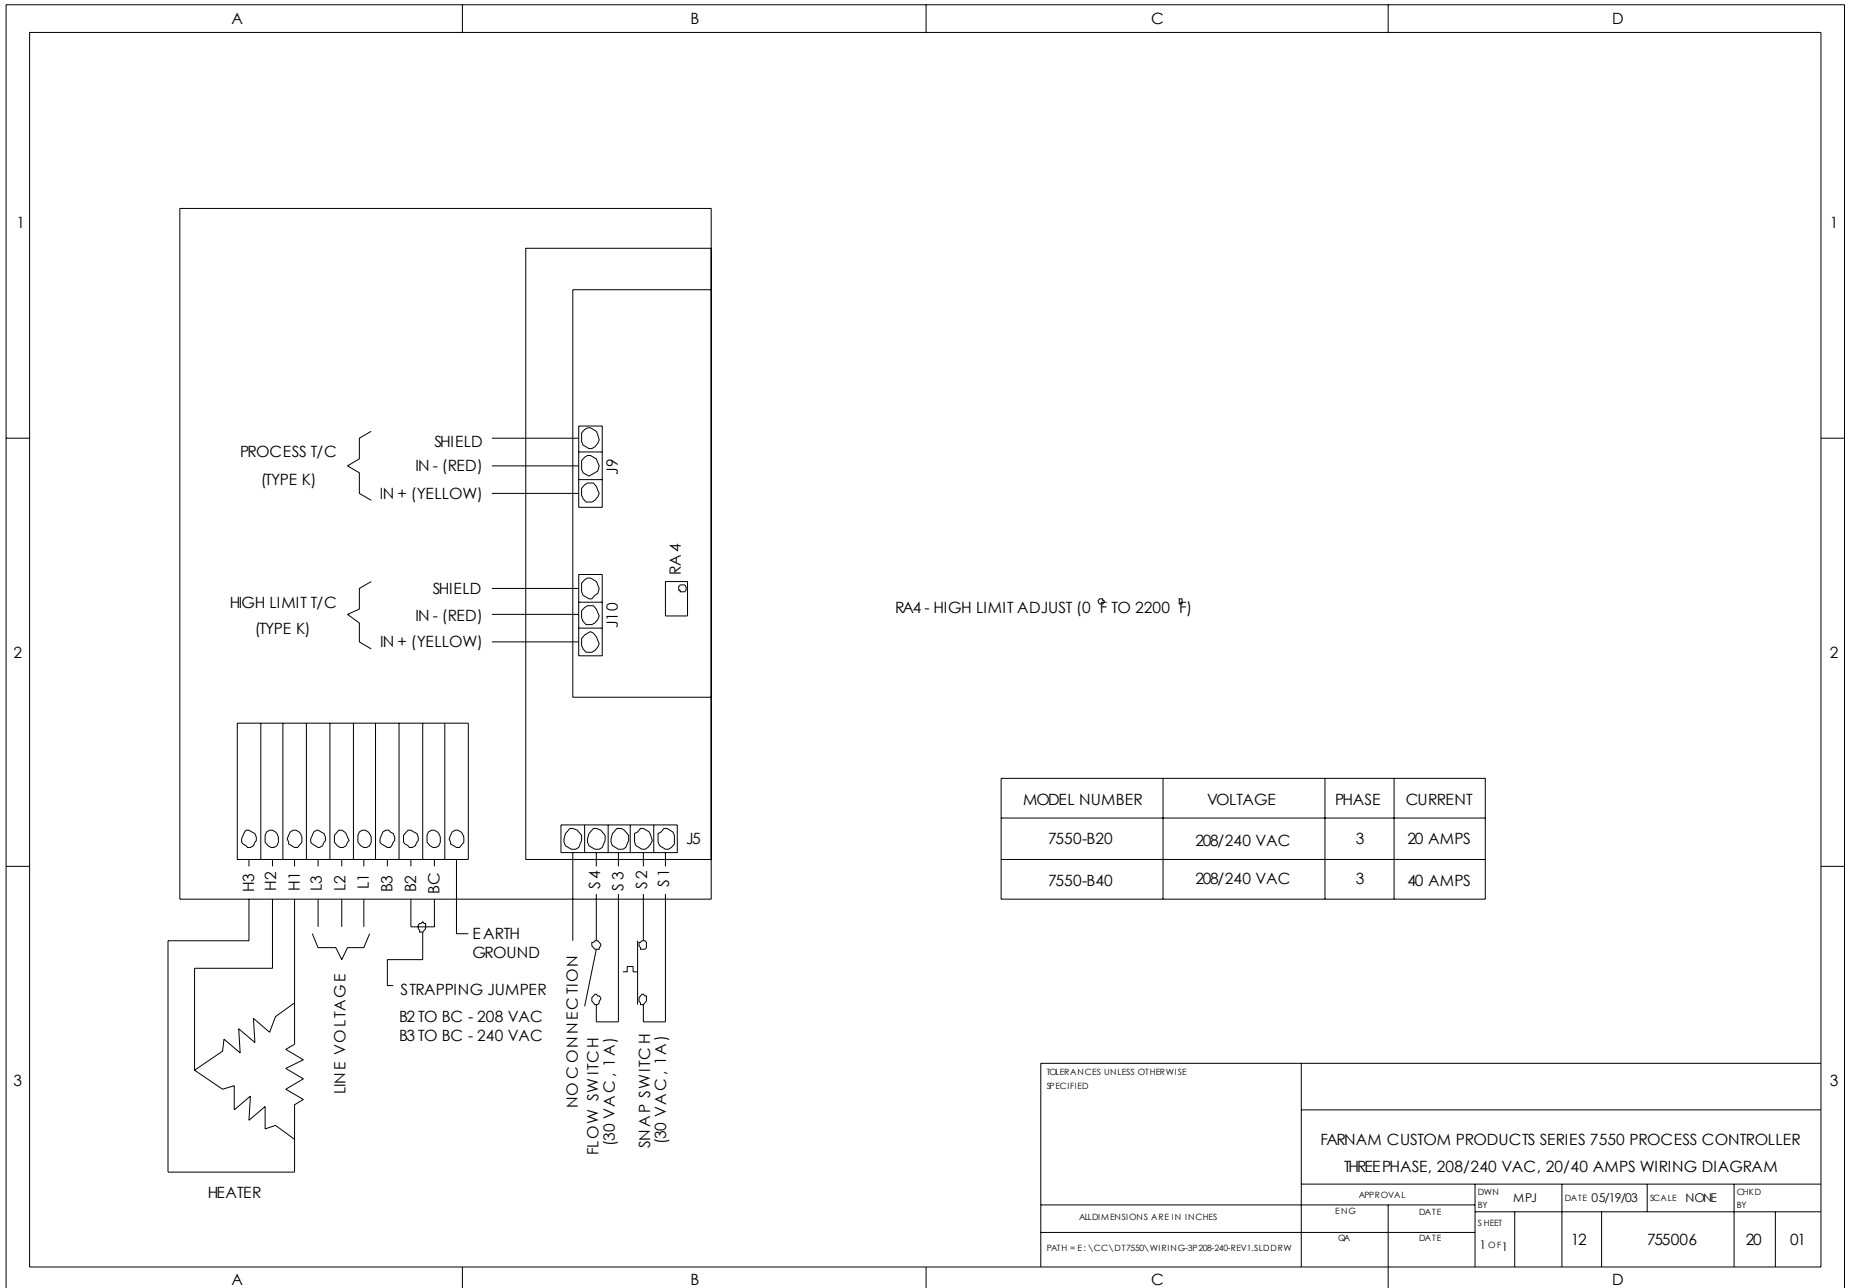 A B C D
1 1
PROCESS T/C
(TYPE K)
SHIELD
IN - (RED)
IN + (YELLOW)
J9
HIGH LIMIT T/C
(TYPE K)
SHIELD
IN - (RED)
IN + (YELLOW)
J10
RA 4
RA4 - HIGH LIMIT ADJUST (0 °F TO 2200 °F)
2 2
MODEL NUMBER VOLTAGE PHASE CURRENT
7550-B20 208/240 VAC 3 20 AMPS
7550-B40 208/240 VAC 3 40 AMPS
J5
H3
H2
H1
L3
L2
L1
B3
B2
BC
S4
S3
S2
S1
EARTH
GROUND
STRAPPING JUMPER
B2 TO BC - 208 VAC
B3 TO BC - 240 VAC
LINE VOLTAGE
NO CONNECTION
FLOW SWITCH
(30 VAC, 1A)
SNAP SWITCH
(30 VAC, 1A)
HEATER
3 3
TOLERANCES UNLESS OTHERWISE
SPECIFIED
FARNAM CUSTOM PRODUCTS SERIES 7550 PROCESS CONTROLLER
THREE PHASE, 208/240 VAC, 20/40 AMPS WIRING DIAGRAM
APPROVAL
DWN BY MPJ
DATE 05/19/03
SCALE NONE
CHKD BY
ALL DIMENSIONS ARE IN INCHES
ENG DATE
QA DATE
SHEET
1 OF 1
12
755006
20
01
PATH = E:\CC\DT7550\WIRING-3P208-240-REV1.SLDDRW
A B C D